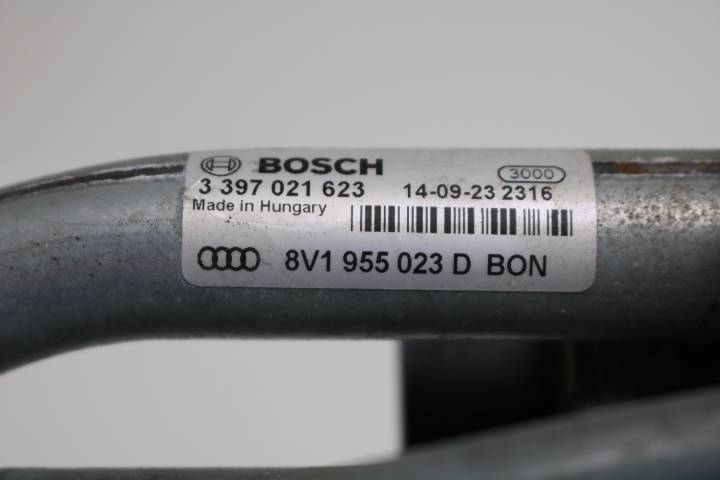 BOSCH
3000
3 397 021 623 14-09-23 2316
Made in Hungary
8V1 955 023 D BON